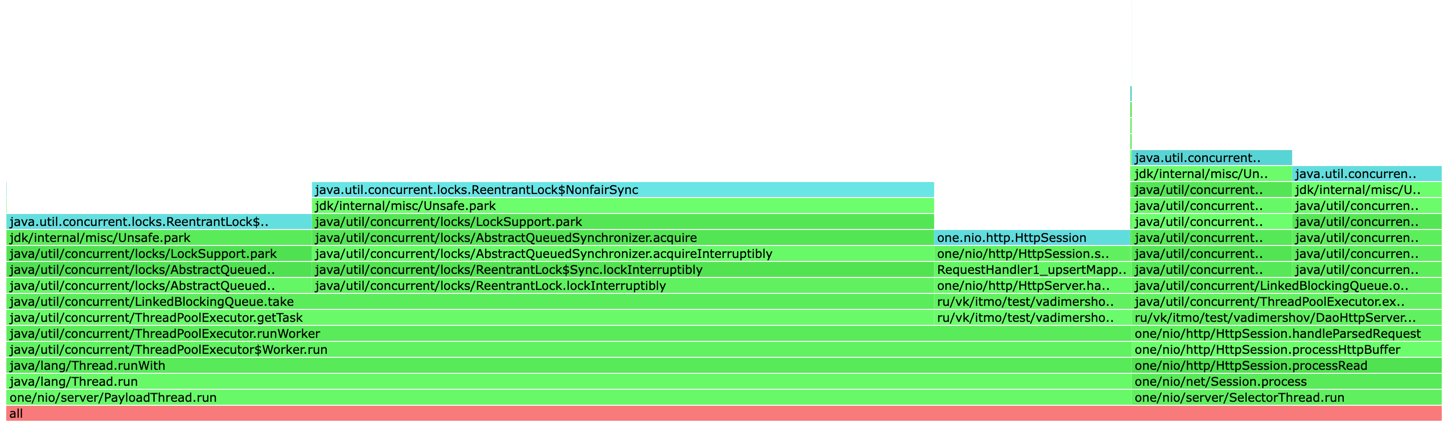 java.util.concurrent..
jdk/internal/misc/Un.. java.util.concurren..
java.util.concurrent.locks.ReentrantLock$NonfairSync java/util/concurrent.. jdk/internal/misc/U..
jdk/internal/misc/Unsafe.park java/util/concurrent.. java/util/concurren..
java.util.concurrent.locks.ReentrantLock$.. java/util/concurrent/locks/LockSupport.park java/util/concurrent.. java/util/concurren..
jdk/internal/misc/Unsafe.park java/util/concurrent/locks/AbstractQueuedSynchronizer.acquire one.nio.http.HttpSession java/util/concurrent.. java/util/concurren..
java/util/concurrent/locks/LockSupport.park java/util/concurrent/locks/AbstractQueuedSynchronizer.acquireInterruptibly one/nio/http/HttpSession.s.. java/util/concurrent.. java/util/concurren..
java/util/concurrent/locks/AbstractQueued.. java/util/concurrent/locks/ReentrantLock$Sync.lockInterruptibly RequestHandler1_upsertMapp.. java/util/concurrent.. java/util/concurren..
java/util/concurrent/locks/AbstractQueued.. java/util/concurrent/locks/ReentrantLock.lockInterruptibly one/nio/http/HttpServer.ha.. java/util/concurrent/LinkedBlockingQueue.o..
java/util/concurrent/LinkedBlockingQueue.take ru/vk/itmo/test/vadimersho.. java/util/concurrent/ThreadPoolExecutor.ex..
java/util/concurrent/ThreadPoolExecutor.getTask ru/vk/itmo/test/vadimersho.. ru/vk/itmo/test/vadimershov/DaoHttpServer...
java/util/concurrent/ThreadPoolExecutor.runWorker one/nio/http/HttpSession.handleParsedRequest
java/util/concurrent/ThreadPoolExecutor$Worker.run one/nio/http/HttpSession.processHttpBuffer
java/lang/Thread.runWith one/nio/http/HttpSession.processRead
java/lang/Thread.run one/nio/net/Session.process
one/nio/server/PayloadThread.run one/nio/server/SelectorThread.run
all